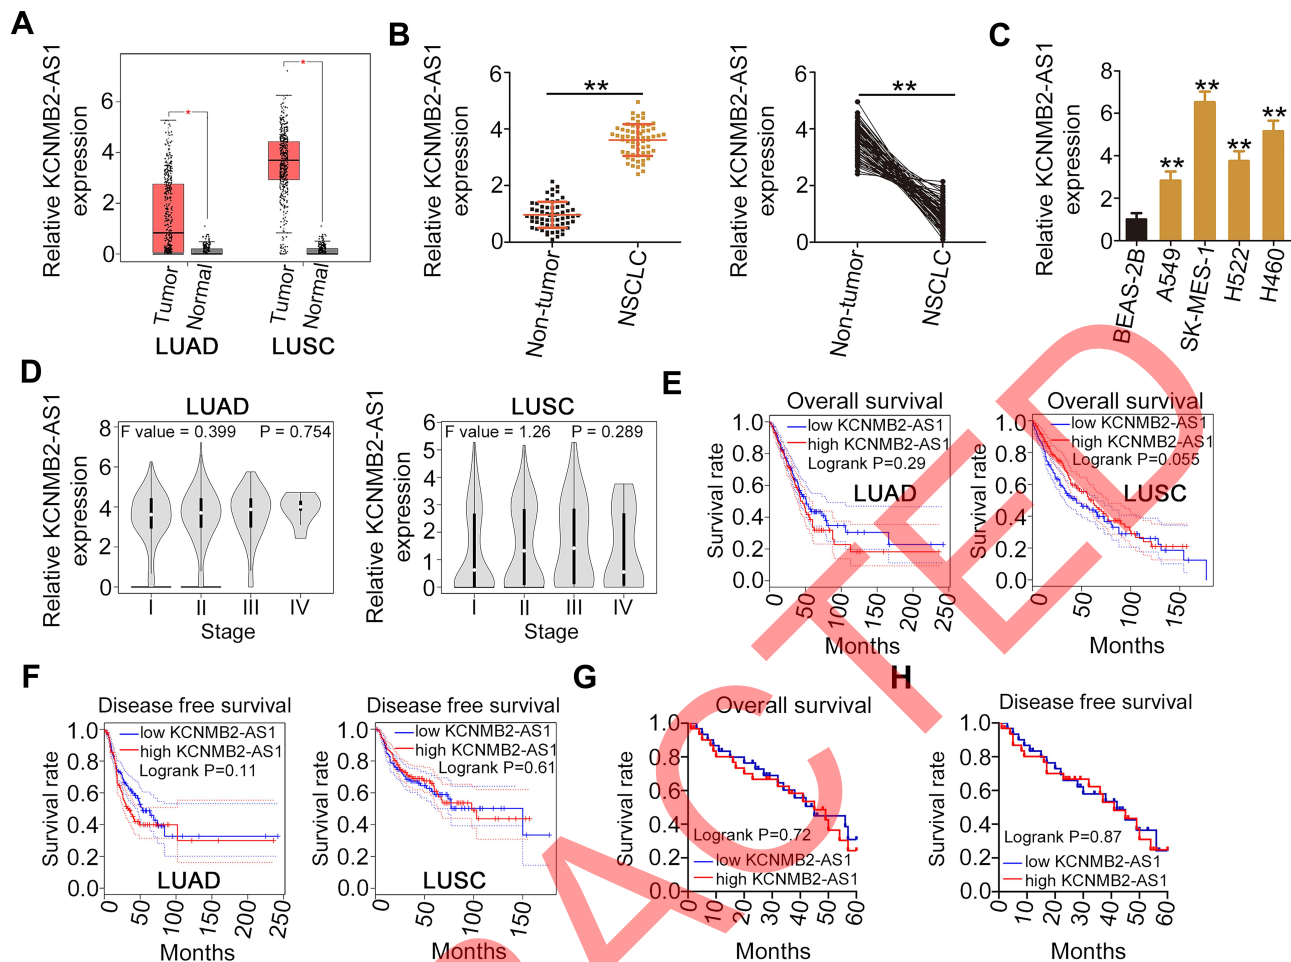 A
Relative KCNMB2-AS1
expression
6
4
2
0
*
*
Tumor
Normal
Tumor
Normal
LUAD
LUSC
B
Relative KCNMB2-AS1
expression
6
4
2
0
**
Non-tumor
NSCLC
Relative KCNMB2-AS1
expression
6
4
2
0
**
Non-tumor
NSCLC
C
Relative KCNMB2-AS1
expression
8
6
4
2
0
**
**
**
**
BEAS-2B
A549
SK-MES-1
H522
H460
D
Relative KCNMB2-AS1
expression
LUAD
F value = 0.399 P = 0.754
8
6
4
2
0
I II III IV
Stage
Relative KCNMB2-AS1
expression
LUSC
F value = 1.26 P = 0.289
6
5
4
3
2
1
0
I II III IV
Stage
E
Overall survival
Survival rate
1.0
0.8
0.6
0.4
0.2
0.0
low KCNMB2-AS1
high KCNMB2-AS1
Logrank P=0.29
LUAD
0 50 100 150 200 250
Months
Overall survival
Survival rate
1.0
0.8
0.6
0.4
0.2
0.0
low KCNMB2-AS1
high KCNMB2-AS1
Logrank P=0.055
LUSC
0 50 100 150
Months
F
Disease free survival
Survival rate
1.0
0.8
0.6
0.4
0.2
0.0
low KCNMB2-AS1
high KCNMB2-AS1
Logrank P=0.11
LUAD
0 50 100 150 200 250
Months
Disease free survival
Survival rate
1.0
0.8
0.6
0.4
0.2
0.0
low KCNMB2-AS1
high KCNMB2-AS1
Logrank P=0.61
LUSC
0 50 100 150
Months
G
Overall survival
Survival rate
1.0
0.8
0.6
0.4
0.2
0.0
Logrank P=0.72
low KCNMB2-AS1
high KCNMB2-AS1
0 10 20 30 40 50 60
Months
H
Disease free survival
Survival rate
1.0
0.8
0.6
0.4
0.2
0.0
Logrank P=0.87
low KCNMB2-AS1
high KCNMB2-AS1
0 10 20 30 40 50 60
Months
RACTED